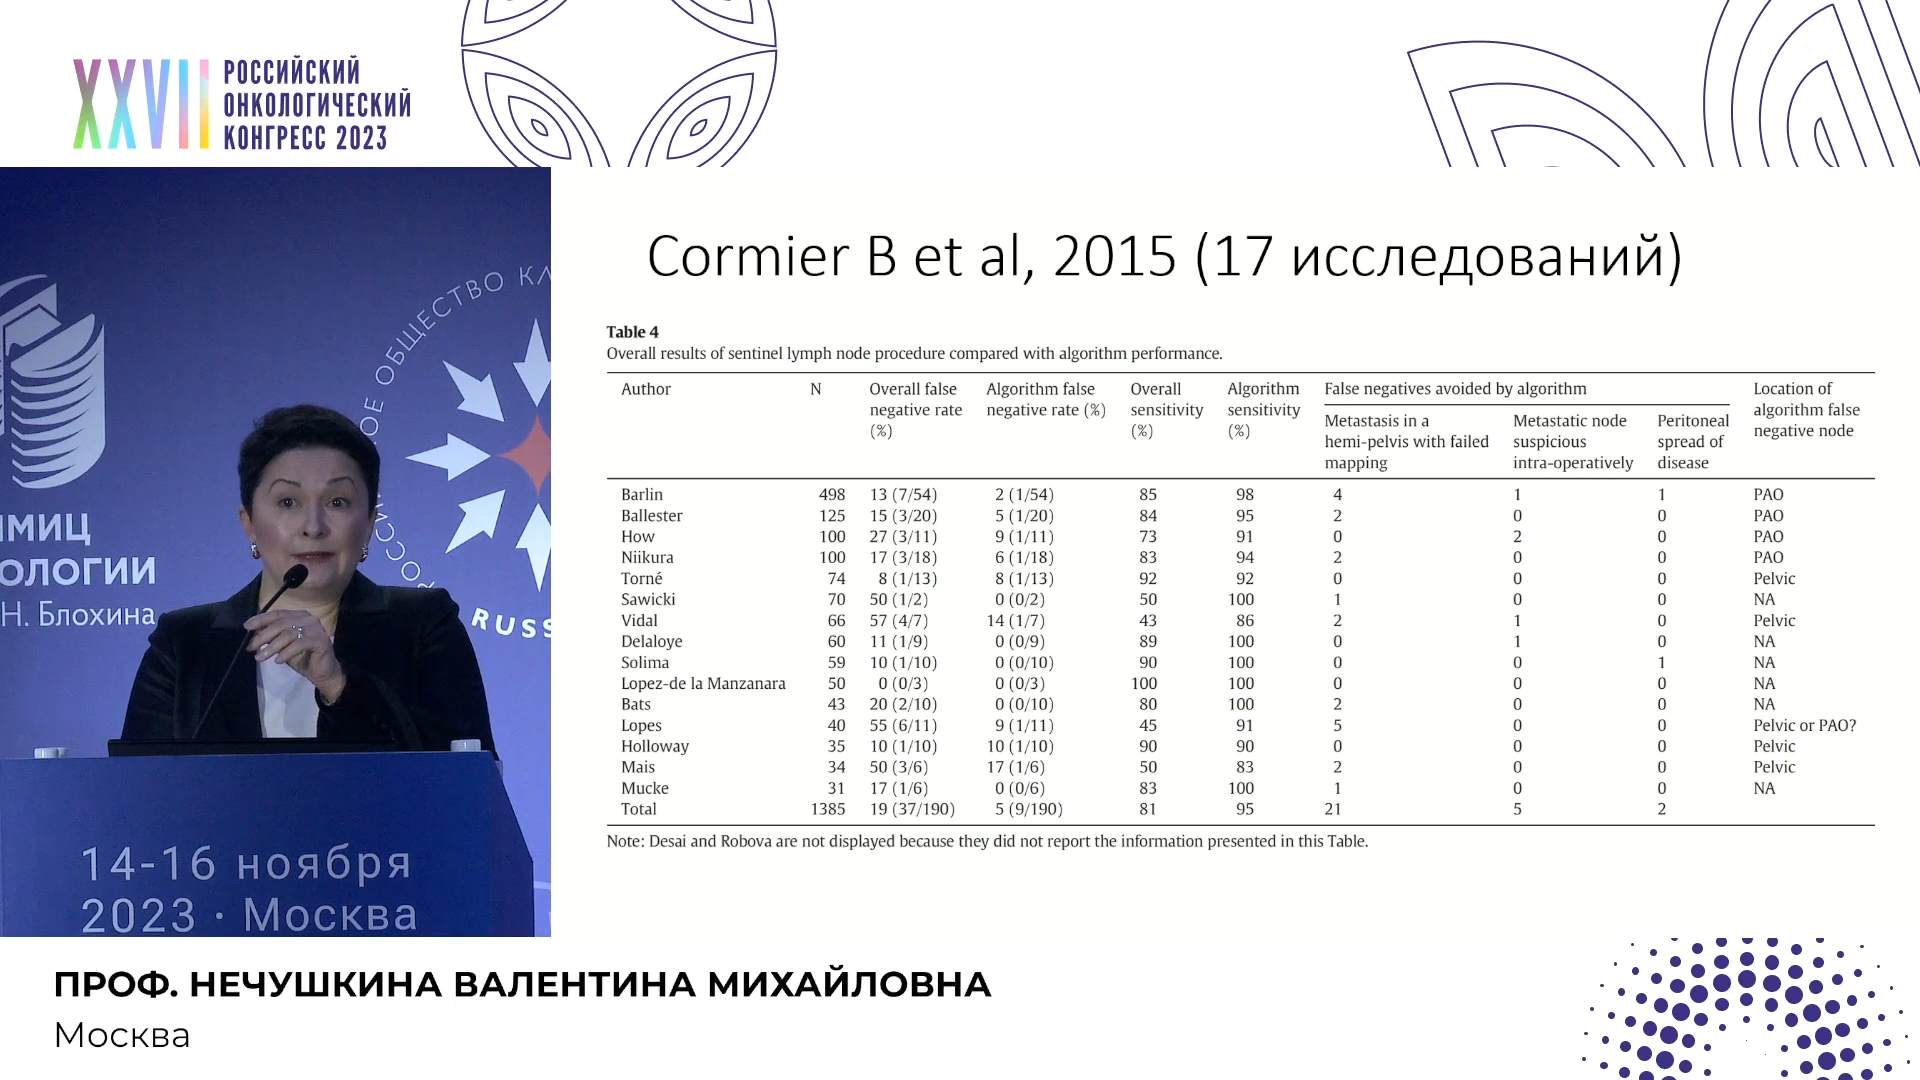 XXVII
РОССИЙСКИЙ
ОНКОЛОГИЧЕСКИЙ
КОНГРЕСС 2023
ОБЩЕСТВО
RUSS
Н. Блохина
14-16 ноября
2023 · Москва
Cormier B et al, 2015 (17 исследований)
Table 4
Overall results of sentinel lymph node procedure compared with algorithm performance.
Author N Overall false negative rate (%) Algorithm false negative rate (%) Overall sensitivity (%) Algorithm sensitivity (%) False negatives avoided by algorithm Location of algorithm false negative node
Metastasis in a hemi-pelvis with failed mapping Metastatic node suspicious intra-operatively Peritoneal spread of disease
Barlin 498 13 (7/54) 2 (1/54) 85 98 4 1 1 PAO
Ballester 125 15 (3/20) 5 (1/20) 84 95 2 0 0 PAO
How 100 27 (3/11) 9 (1/11) 73 91 0 2 0 PAO
Niikura 100 17 (3/18) 6 (1/18) 83 94 2 0 0 PAO
Torné 74 8 (1/13) 8 (1/13) 92 92 0 0 0 Pelvic
Sawicki 70 50 (1/2) 0 (0/2) 50 100 1 0 0 NA
Vidal 66 57 (4/7) 14 (1/7) 43 86 2 1 0 Pelvic
Delaloye 60 11 (1/9) 0 (0/9) 89 100 0 1 0 NA
Solima 59 10 (1/10) 0 (0/10) 90 100 0 0 1 NA
Lopez-de la Manzanara 50 0 (0/3) 0 (0/3) 100 100 0 0 0 NA
Bats 43 20 (2/10) 0 (0/10) 80 100 2 0 0 NA
Lopes 40 55 (6/11) 9 (1/11) 45 91 5 0 0 Pelvic or PAO?
Holloway 35 10 (1/10) 10 (1/10) 90 90 0 0 0 Pelvic
Mais 34 50 (3/6) 17 (1/6) 50 83 2 0 0 Pelvic
Mucke 31 17 (1/6) 0 (0/6) 83 100 1 0 0 NA
Total 1385 19 (37/190) 5 (9/190) 81 95 21 5 2
Note: Desai and Robova are not displayed because they did not report the information presented in this Table.
ПРОФ. НЕЧУШКИНА ВАЛЕНТИНА МИХАЙЛОВНА
Москва